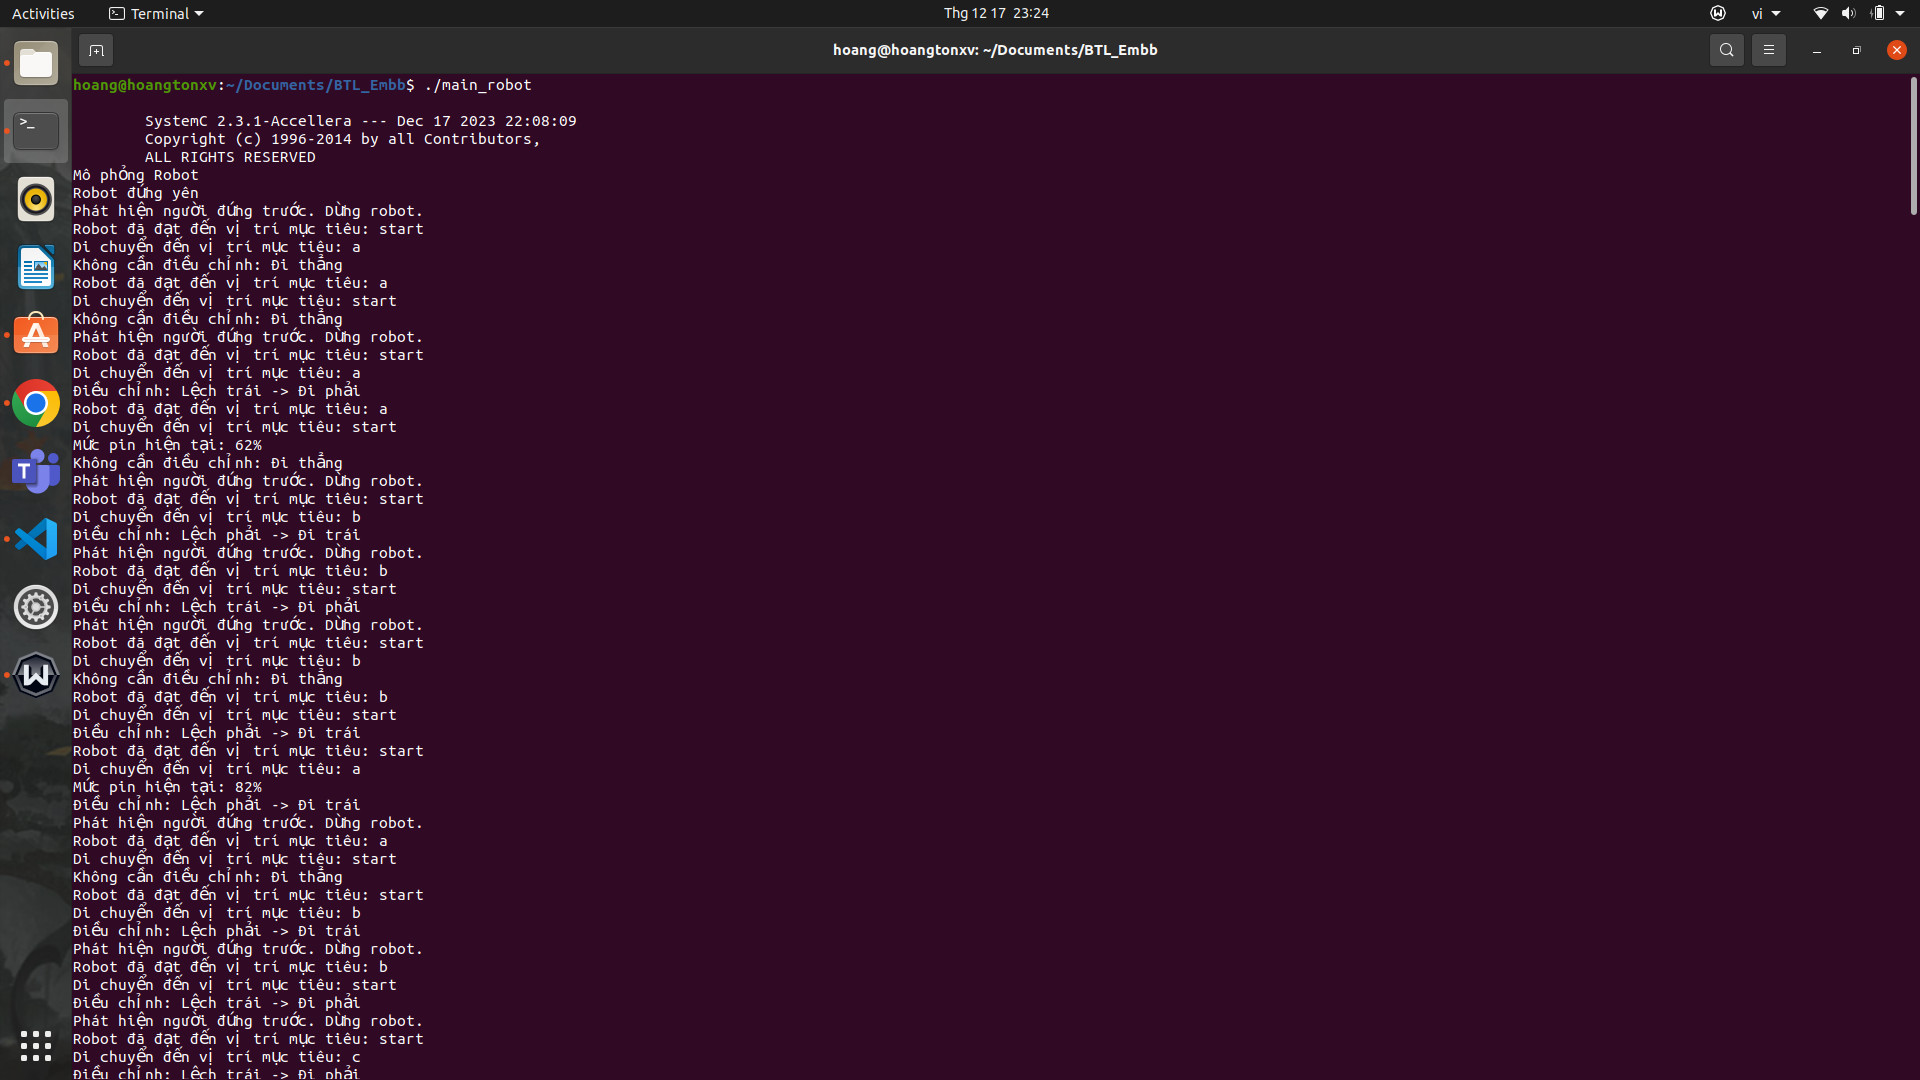 Activities
Terminal
Thg 12 17 23:24
vi
hoang@hoangtonxv: ~/Documents/BTL_Embb
hoang@hoangtonxv:~/Documents/BTL_Embb$ ./main_robot
SystemC 2.3.1-Accellera --- Dec 17 2023 22:08:09
Copyright (c) 1996-2014 by all Contributors,
ALL RIGHTS RESERVED
Mô phỏng Robot
Robot đứng yên
Phát hiện người đứng trước. Dừng robot.
Robot đã đạt đến vị trí mục tiêu: start
Di chuyển đến vị trí mục tiêu: a
Không cần điều chỉnh: Đi thẳng
Robot đã đạt đến vị trí mục tiêu: a
Di chuyển đến vị trí mục tiêu: start
Không cần điều chỉnh: Đi thẳng
Phát hiện người đứng trước. Dừng robot.
Robot đã đạt đến vị trí mục tiêu: start
Di chuyển đến vị trí mục tiêu: a
Điều chỉnh: Lệch trái -> Đi phải
Robot đã đạt đến vị trí mục tiêu: a
Di chuyển đến vị trí mục tiêu: start
Mức pin hiện tại: 62%
Không cần điều chỉnh: Đi thẳng
Phát hiện người đứng trước. Dừng robot.
Robot đã đạt đến vị trí mục tiêu: start
Di chuyển đến vị trí mục tiêu: b
Điều chỉnh: Lệch phải -> Đi trái
Phát hiện người đứng trước. Dừng robot.
Robot đã đạt đến vị trí mục tiêu: b
Di chuyển đến vị trí mục tiêu: start
Điều chỉnh: Lệch trái -> Đi phải
Phát hiện người đứng trước. Dừng robot.
Robot đã đạt đến vị trí mục tiêu: start
Di chuyển đến vị trí mục tiêu: b
Không cần điều chỉnh: Đi thẳng
Robot đã đạt đến vị trí mục tiêu: b
Di chuyển đến vị trí mục tiêu: start
Điều chỉnh: Lệch phải -> Đi trái
Robot đã đạt đến vị trí mục tiêu: start
Di chuyển đến vị trí mục tiêu: a
Mức pin hiện tại: 82%
Điều chỉnh: Lệch phải -> Đi trái
Phát hiện người đứng trước. Dừng robot.
Robot đã đạt đến vị trí mục tiêu: a
Di chuyển đến vị trí mục tiêu: start
Không cần điều chỉnh: Đi thẳng
Robot đã đạt đến vị trí mục tiêu: start
Di chuyển đến vị trí mục tiêu: b
Điều chỉnh: Lệch phải -> Đi trái
Phát hiện người đứng trước. Dừng robot.
Robot đã đạt đến vị trí mục tiêu: b
Di chuyển đến vị trí mục tiêu: start
Điều chỉnh: Lệch trái -> Đi phải
Phát hiện người đứng trước. Dừng robot.
Robot đã đạt đến vị trí mục tiêu: start
Di chuyển đến vị trí mục tiêu: c
Điều chỉnh: Lệch trái -> Đi phải